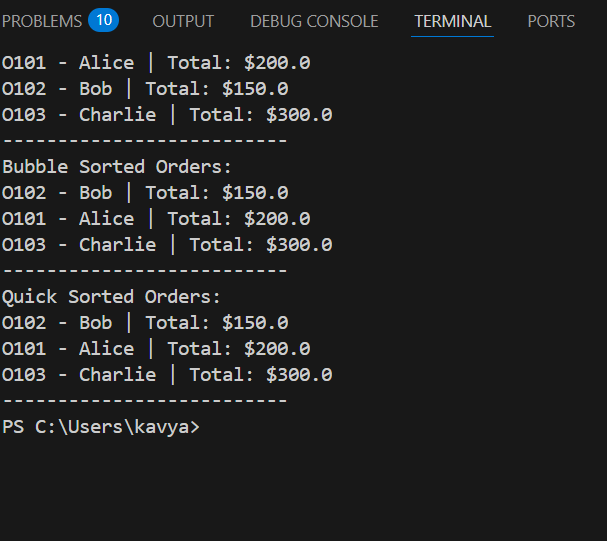 PROBLEMS 10 OUTPUT DEBUG CONSOLE TERMINAL PORTS
O101 - Alice | Total: $200.0
O102 - Bob | Total: $150.0
O103 - Charlie | Total: $300.0
--------------------------
Bubble Sorted Orders:
O102 - Bob | Total: $150.0
O101 - Alice | Total: $200.0
O103 - Charlie | Total: $300.0
--------------------------
Quick Sorted Orders:
O102 - Bob | Total: $150.0
O101 - Alice | Total: $200.0
O103 - Charlie | Total: $300.0
--------------------------
PS C:\Users\kavya>